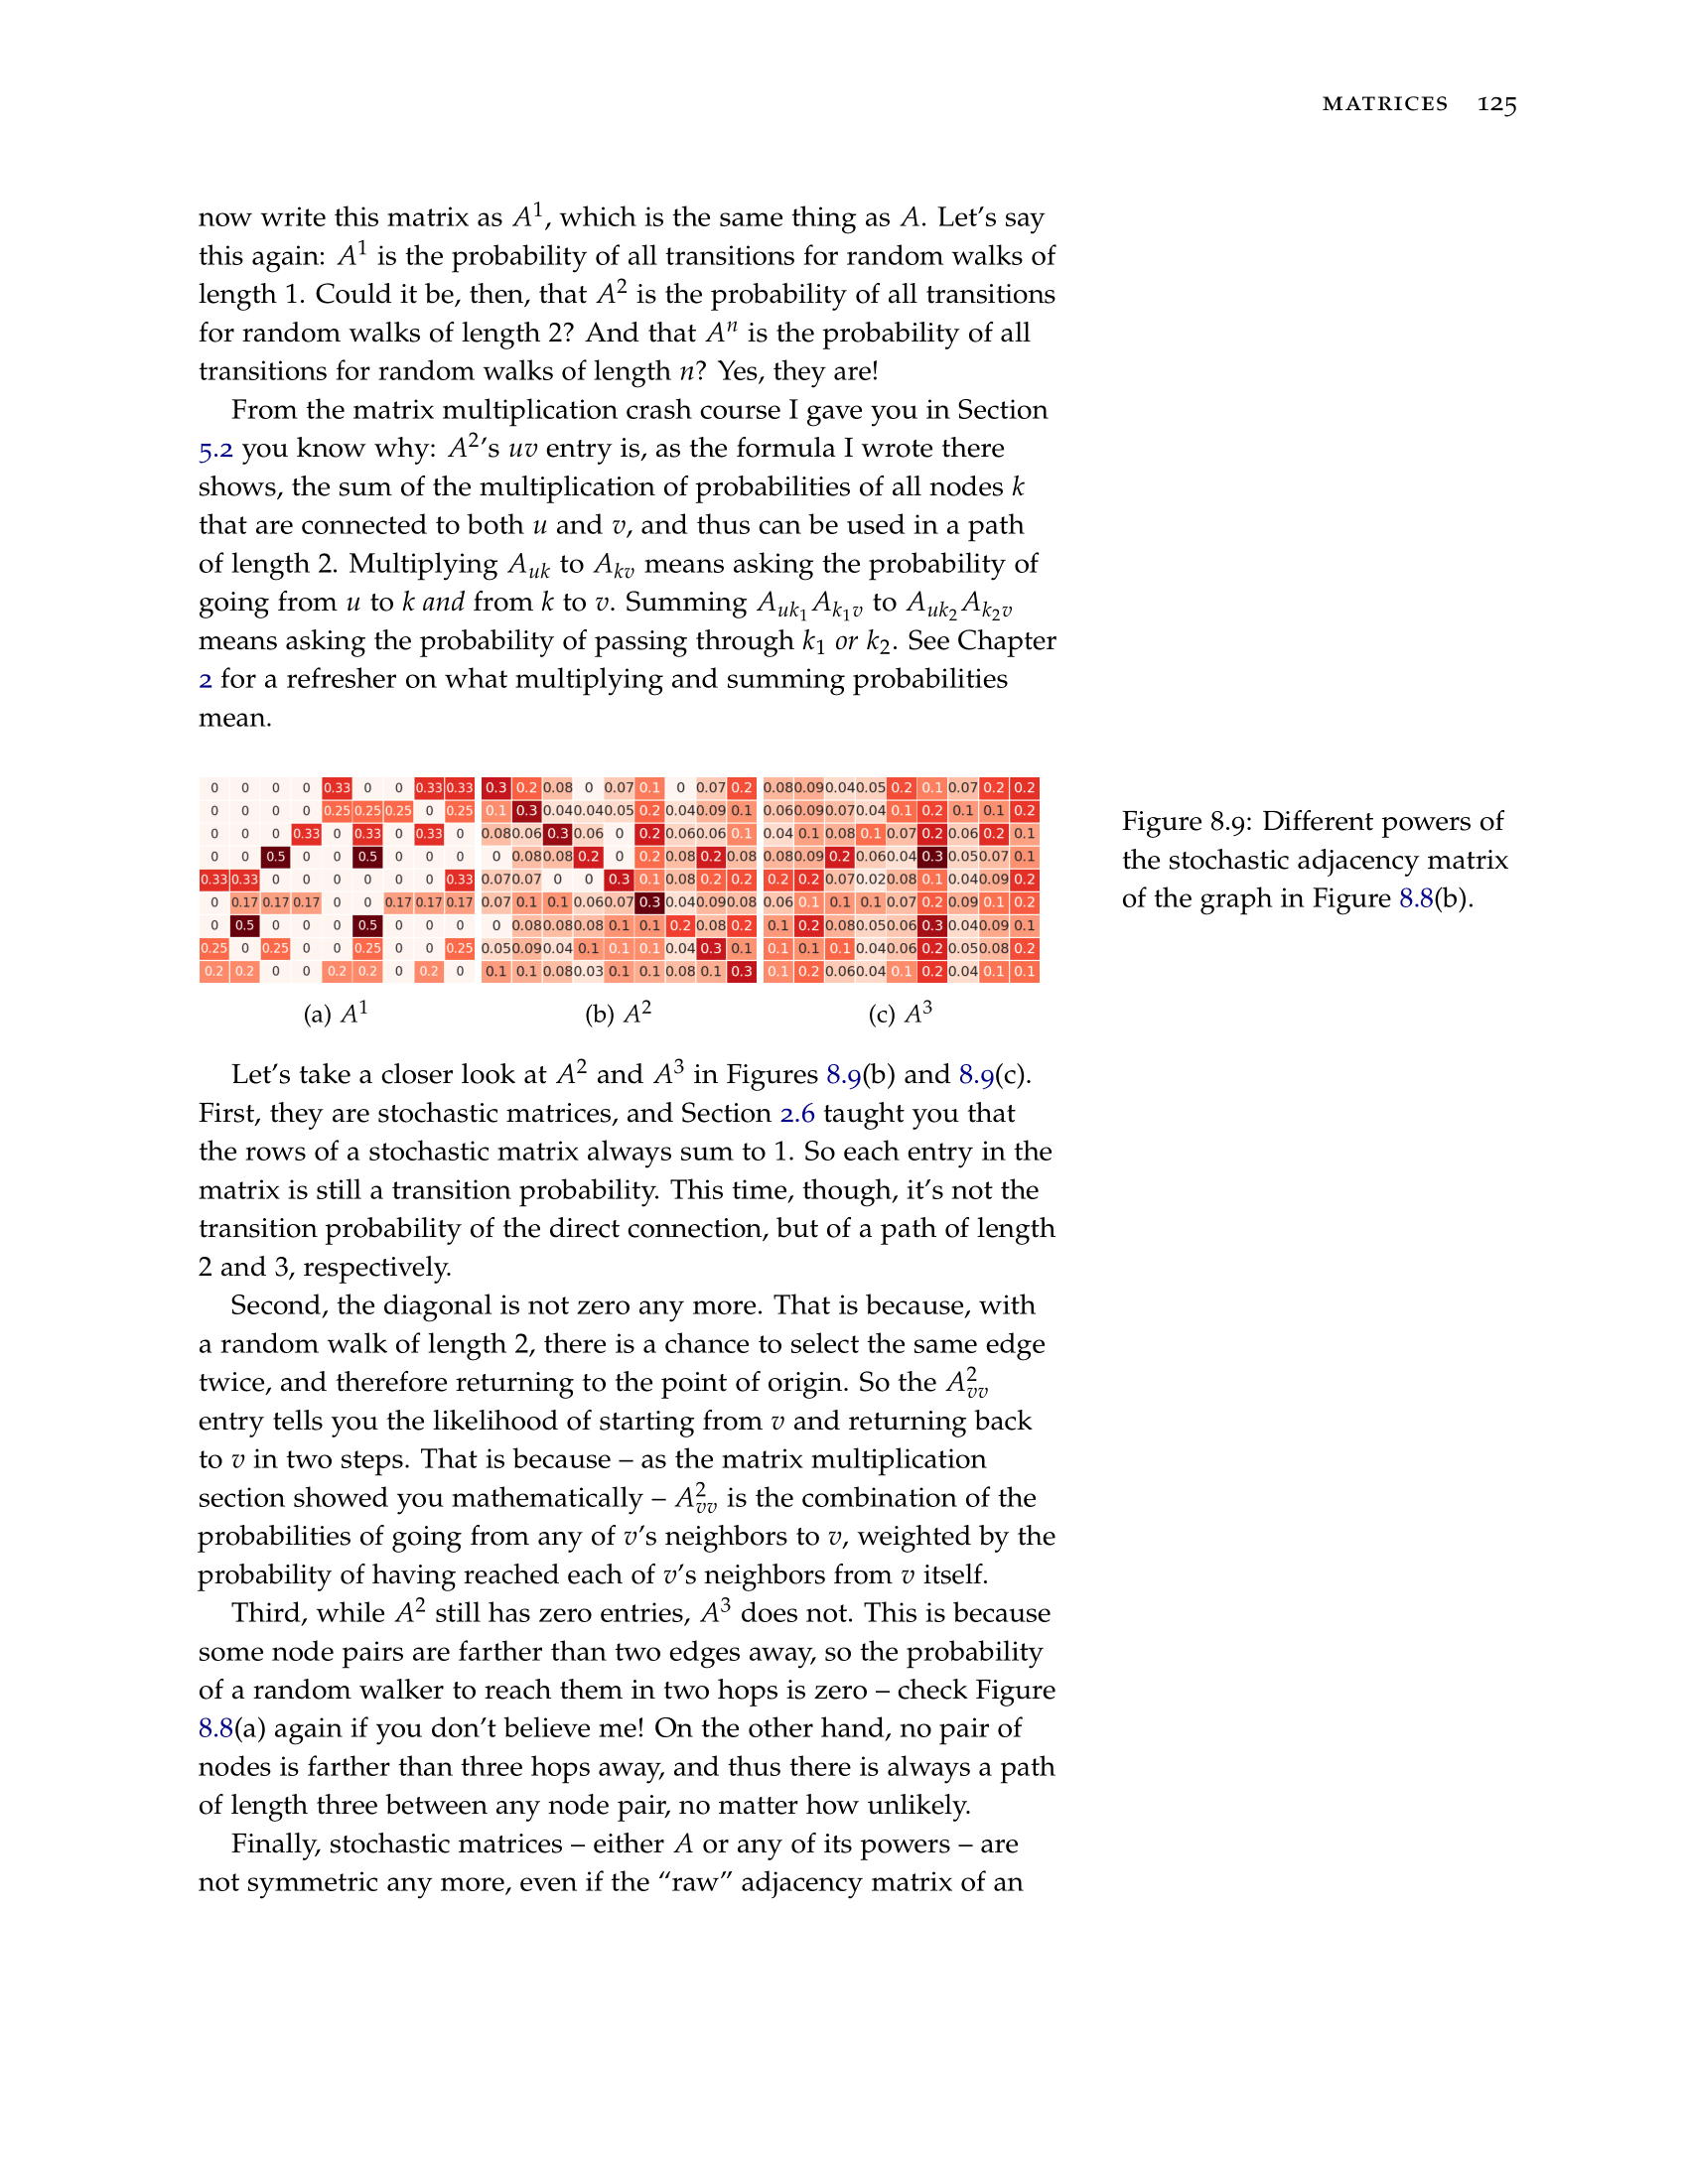 MATRICES 125
now write this matrix as A¹, which is the same thing as A. Let’s say
this again: A¹ is the probability of all transitions for random walks of
length 1. Could it be, then, that A² is the probability of all transitions
for random walks of length 2? And that Aⁿ is the probability of all
transitions for random walks of length n? Yes, they are!
From the matrix multiplication crash course I gave you in Section
5.2 you know why: A²’s uv entry is, as the formula I wrote there
shows, the sum of the multiplication of probabilities of all nodes k
that are connected to both u and v, and thus can be used in a path
of length 2. Multiplying A_{uk} to A_{kv} means asking the probability of
going from u to k and from k to v. Summing A_{uk₁}A_{k₁v} to A_{uk₂}A_{k₂v}
means asking the probability of passing through k₁ or k₂. See Chapter
2 for a refresher on what multiplying and summing probabilities
mean.
0 0 0 0 0.33 0 0 0.33 0.33 0.3 0.2 0.08 0 0.07 0.1 0 0.07 0.2 0.08 0.09 0.04 0.05 0.2 0.1 0.07 0.2 0.2
0 0 0 0 0.25 0.25 0.25 0 0.25 0.1 0.3 0.04 0.04 0.05 0.2 0.04 0.09 0.1 0.06 0.09 0.07 0.04 0.1 0.2 0.1 0.1 0.2
0 0 0 0.33 0 0.33 0 0.33 0 0.08 0.06 0.3 0.06 0 0.2 0.06 0.06 0.1 0.04 0.1 0.08 0.1 0.07 0.2 0.06 0.2 0.1
0 0 0.5 0 0 0.5 0 0 0 0 0.08 0.08 0.2 0 0.2 0.08 0.2 0.08 0.08 0.09 0.2 0.06 0.04 0.3 0.05 0.07 0.1
0.33 0.33 0 0 0 0 0 0 0.33 0.07 0.07 0 0 0.3 0.1 0.08 0.2 0.2 0.2 0.2 0.07 0.02 0.08 0.1 0.04 0.09 0.2
0 0.17 0.17 0.17 0 0 0.17 0.17 0.17 0.07 0.1 0.1 0.06 0.07 0.3 0.04 0.09 0.08 0.06 0.1 0.1 0.1 0.07 0.2 0.09 0.1 0.2
0 0.5 0 0 0 0.5 0 0 0 0 0.08 0.08 0.08 0.1 0.1 0.2 0.08 0.2 0.1 0.2 0.08 0.05 0.06 0.3 0.04 0.09 0.1
0.25 0 0.25 0 0 0.25 0 0 0.25 0.05 0.09 0.04 0.1 0.1 0.1 0.04 0.3 0.1 0.1 0.1 0.1 0.04 0.06 0.2 0.05 0.08 0.2
0.2 0.2 0 0 0.2 0.2 0 0.2 0 0.1 0.1 0.08 0.03 0.1 0.1 0.08 0.1 0.3 0.1 0.2 0.06 0.04 0.1 0.2 0.04 0.1 0.1
(a) A¹ (b) A² (c) A³
Figure 8.9: Different powers of
the stochastic adjacency matrix
of the graph in Figure 8.8(b).
Let’s take a closer look at A² and A³ in Figures 8.9(b) and 8.9(c).
First, they are stochastic matrices, and Section 2.6 taught you that
the rows of a stochastic matrix always sum to 1. So each entry in the
matrix is still a transition probability. This time, though, it’s not the
transition probability of the direct connection, but of a path of length
2 and 3, respectively.
Second, the diagonal is not zero any more. That is because, with
a random walk of length 2, there is a chance to select the same edge
twice, and therefore returning to the point of origin. So the A²_{vv}
entry tells you the likelihood of starting from v and returning back
to v in two steps. That is because – as the matrix multiplication
section showed you mathematically – A²_{vv} is the combination of the
probabilities of going from any of v’s neighbors to v, weighted by the
probability of having reached each of v’s neighbors from v itself.
Third, while A² still has zero entries, A³ does not. This is because
some node pairs are farther than two edges away, so the probability
of a random walker to reach them in two hops is zero – check Figure
8.8(a) again if you don’t believe me! On the other hand, no pair of
nodes is farther than three hops away, and thus there is always a path
of length three between any node pair, no matter how unlikely.
Finally, stochastic matrices – either A or any of its powers – are
not symmetric any more, even if the “raw” adjacency matrix of an